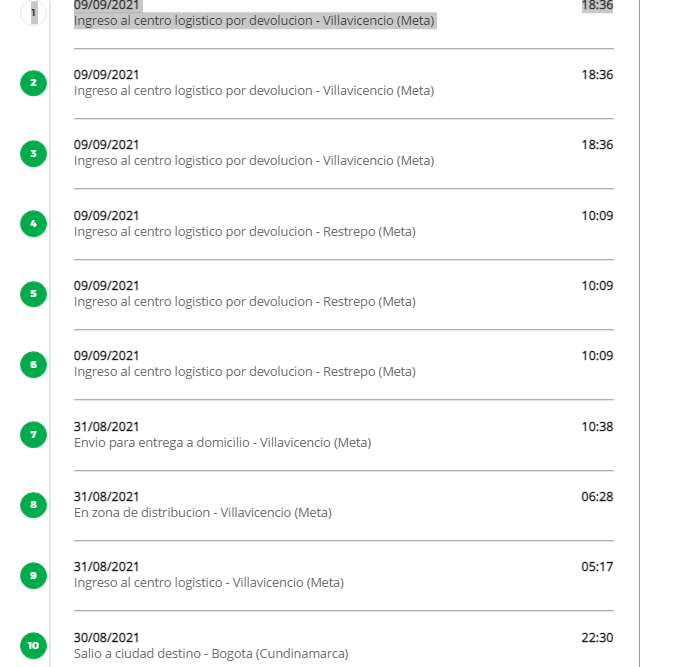 1 09/09/2021 18:36
Ingreso al centro logistico por devolucion - Villavicencio (Meta)
2 09/09/2021 18:36
Ingreso al centro logistico por devolucion - Villavicencio (Meta)
3 09/09/2021 18:36
Ingreso al centro logistico por devolucion - Villavicencio (Meta)
4 09/09/2021 10:09
Ingreso al centro logistico por devolucion - Restrepo (Meta)
5 09/09/2021 10:09
Ingreso al centro logistico por devolucion - Restrepo (Meta)
6 09/09/2021 10:09
Ingreso al centro logistico por devolucion - Restrepo (Meta)
7 31/08/2021 10:38
Envio para entrega a domicilio - Villavicencio (Meta)
8 31/08/2021 06:28
En zona de distribucion - Villavicencio (Meta)
9 31/08/2021 05:17
Ingreso al centro logistico - Villavicencio (Meta)
10 30/08/2021 22:30
Salio a ciudad destino - Bogota (Cundinamarca)